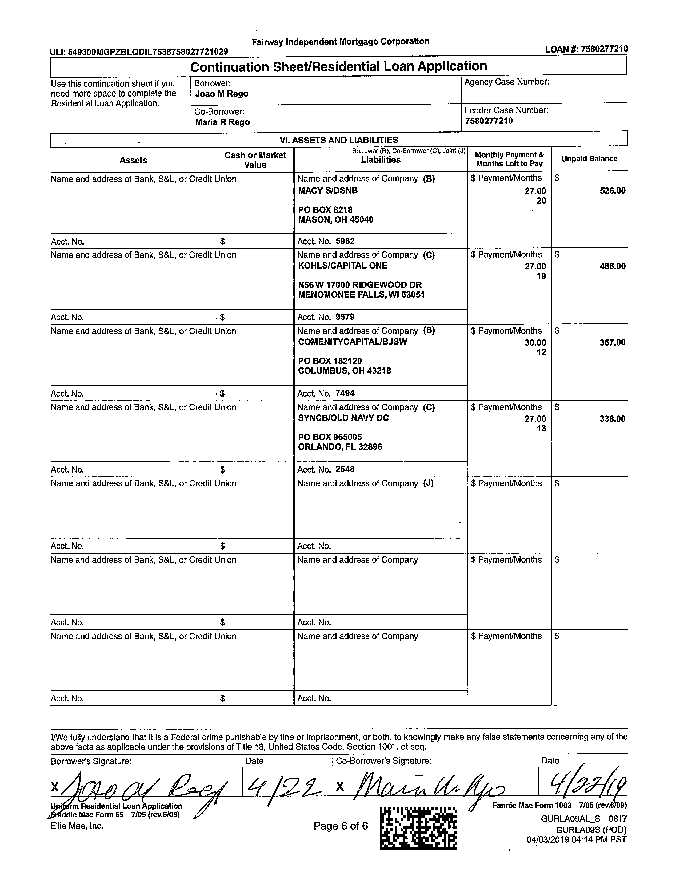 Fairway Independent Mortgage Corporation
ULI: 549300MGPZBLQDIL7538758027721029 LOAN #: 7580277210
Continuation Sheet/Residential Loan Application
Use this continuation sheet if you need more space to complete the Residential Loan Application.
Borrower:
Joao M Rego
Agency Case Number:
Co-Borrower:
Maria R Rego
Lender Case Number:
7580277210
VI. ASSETS AND LIABILITIES
Borrower (B), Co-Borrower (C), Joint (J)
Assets Cash or Market Value Liabilities Monthly Payment & Months Left to Pay Unpaid Balance
Name and address of Bank, S&L, or Credit Union Name and address of Company (B) $ Payment/Months $
MACY S/DSNB 27.00 526.00
20
PO BOX 8218
MASON, OH 45040
Acct. No. $ Acct. No. 5982
Name and address of Bank, S&L, or Credit Union Name and address of Company (C) $ Payment/Months $
KOHLS/CAPITAL ONE 27.00 486.00
19
N56 W 17000 RIDGEWOOD DR
MENOMONEE FALLS, WI 53051
Acct. No. $ Acct. No. 9979
Name and address of Bank, S&L, or Credit Union Name and address of Company (B) $ Payment/Months $
COMENITYCAPITAL/BJSW 30.00 357.00
12
PO BOX 182120
COLUMBUS, OH 43218
Acct. No. $ Acct. No. 7494
Name and address of Bank, S&L, or Credit Union Name and address of Company (C) $ Payment/Months $
SYNCB/OLD NAVY DC 27.00 338.00
13
PO BOX 965005
ORLANDO, FL 32896
Acct. No. $ Acct. No. 2548
Name and address of Bank, S&L, or Credit Union Name and address of Company (J) $ Payment/Months $
Acct. No. $ Acct. No.
Name and address of Bank, S&L, or Credit Union Name and address of Company $ Payment/Months $
Acct. No. $ Acct. No.
Name and address of Bank, S&L, or Credit Union Name and address of Company $ Payment/Months $
Acct. No. $ Acct. No.
I/We fully understand that it is a Federal crime punishable by fine or imprisonment, or both, to knowingly make any false statements concerning any of the
above facts as applicable under the provisions of Title 18, United States Code, Section 1001, et seq.
Borrower's Signature: Date Co-Borrower's Signature: Date
X Joao M Rego 4/22 X Maria R Rego 4/22/19
Uniform Residential Loan Application
Freddie Mac Form 65 7/05 (rev.6/09) Fannie Mae Form 1003 7/05 (rev.6/09)
Ellie Mae, Inc. Page 6 of 6 GURLA09AL_S 0817
GURLA09S (POD)
04/03/2019 04:14 PM PST